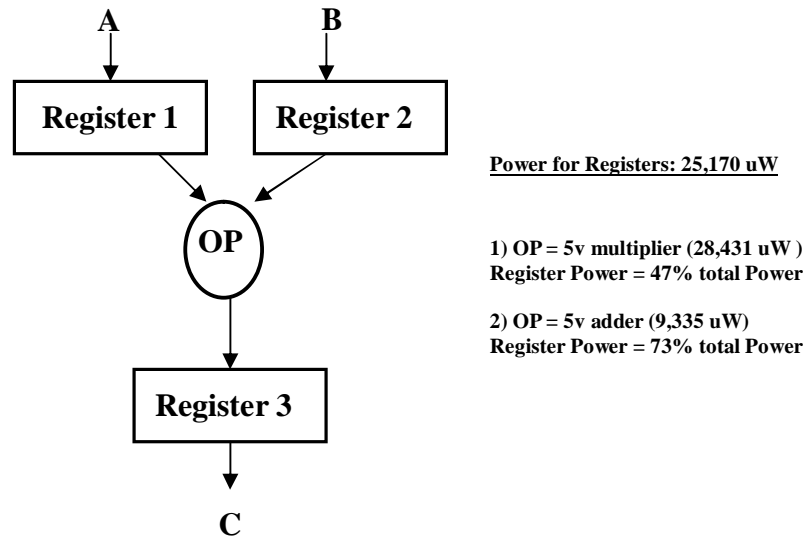 A
B
Register 1
Register 2
OP
Register 3
C
Power for Registers: 25,170 uW
1) OP = 5v multiplier (28,431 uW )
Register Power = 47% total Power
2) OP = 5v adder (9,335 uW)
Register Power = 73% total Power